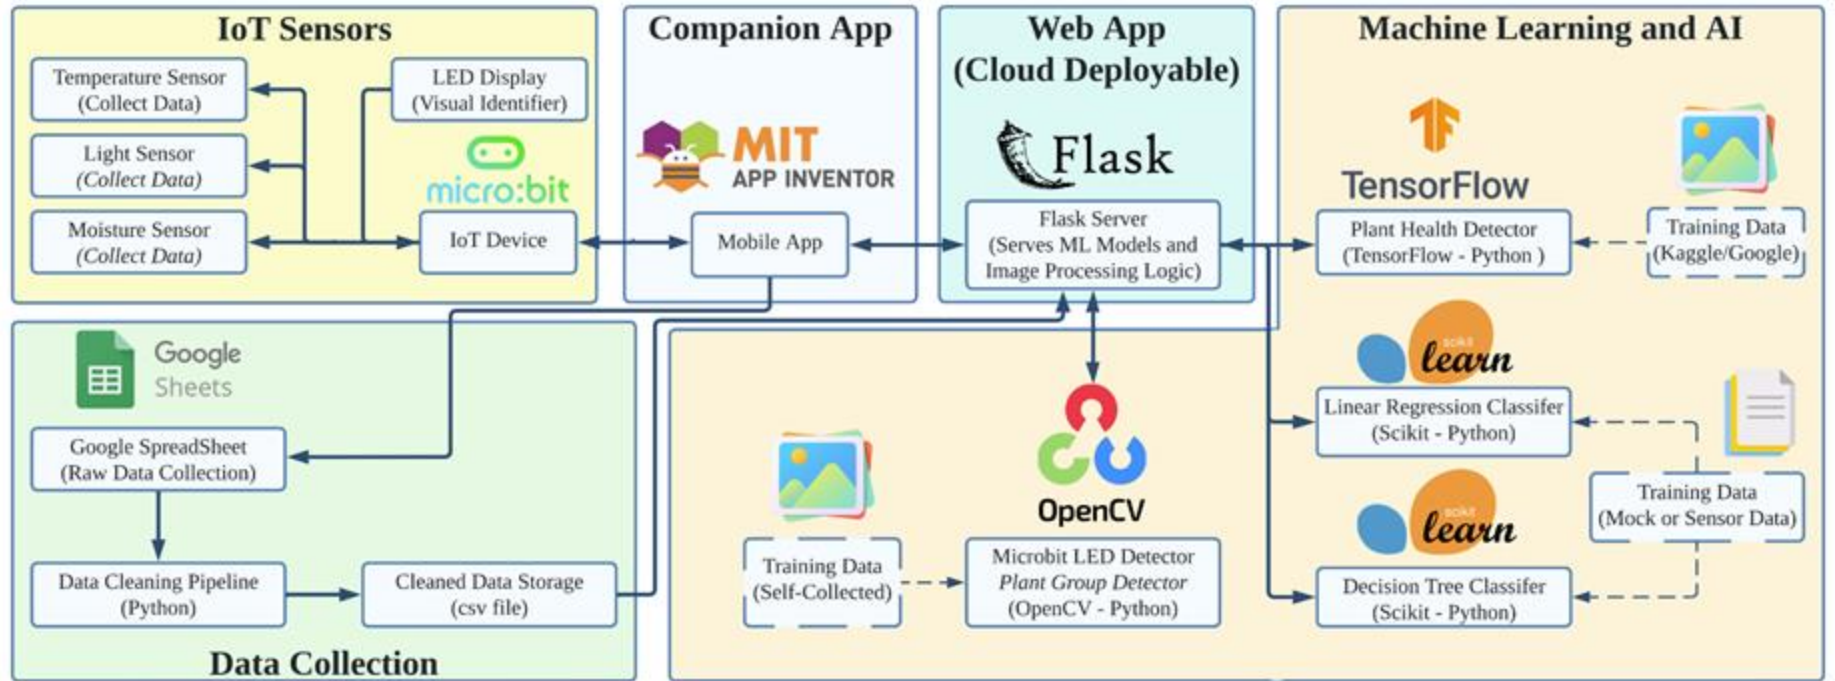 IoT Sensors
Temperature Sensor
(Collect Data)
Light Sensor
(Collect Data)
Moisture Sensor
(Collect Data)
LED Display
(Visual Identifier)
micro:bit
IoT Device
Companion App
MIT
APP INVENTOR
Mobile App
Web App
(Cloud Deployable)
Flask
Flask Server
(Serves ML Models and
Image Processing Logic)
Machine Learning and AI
TensorFlow
Plant Health Detector
(TensorFlow - Python )
Training Data
(Kaggle/Google)
scikit
learn
Linear Regression Classifer
(Scikit - Python)
Training Data
(Mock or Sensor Data)
scikit
learn
Decision Tree Classifer
(Scikit - Python)
OpenCV
Training Data
(Self-Collected)
Microbit LED Detector
Plant Group Detector
(OpenCV - Python)
Google
Sheets
Google SpreadSheet
(Raw Data Collection)
Data Cleaning Pipeline
(Python)
Cleaned Data Storage
(csv file)
Data Collection